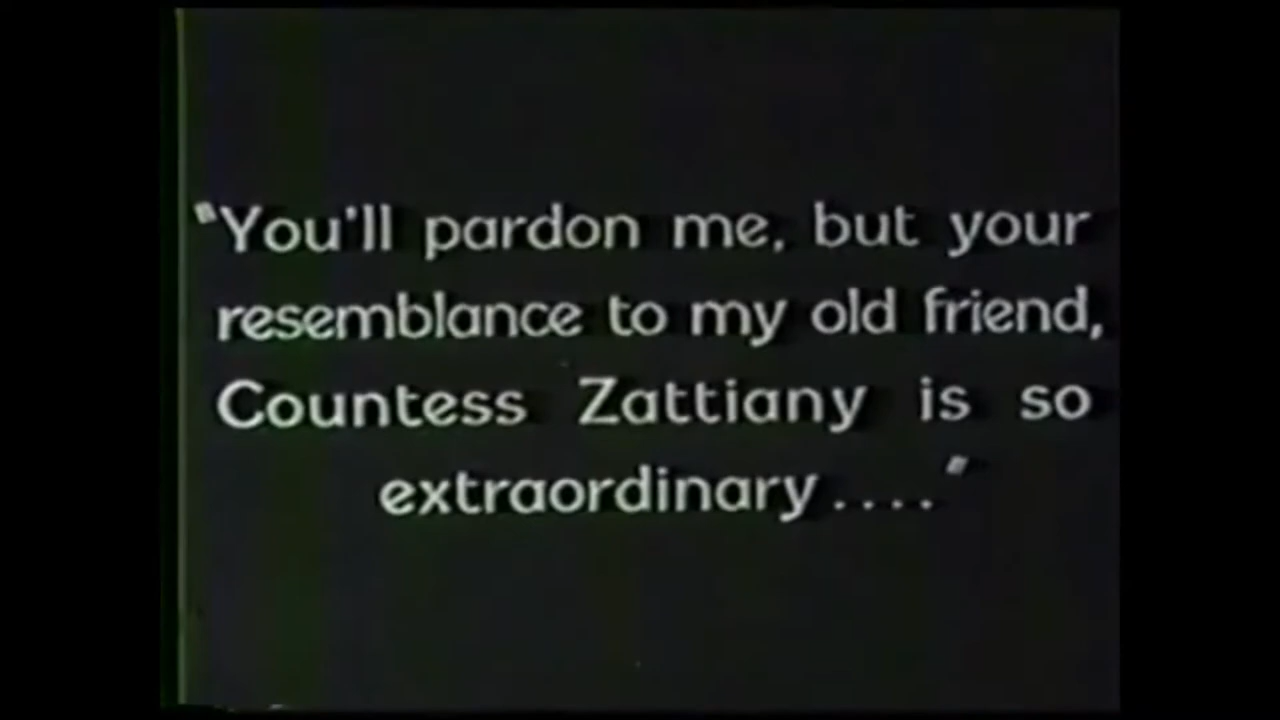 "You'll pardon me, but your
resemblance to my old friend,
Countess Zattiany is so
extraordinary...."